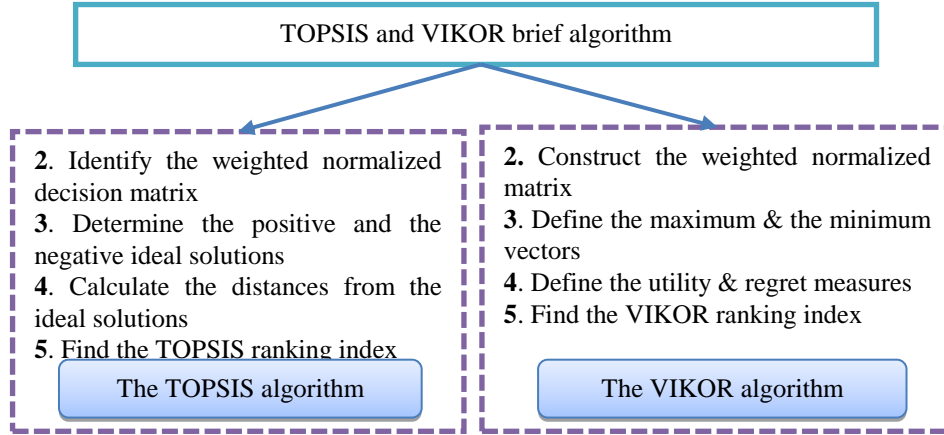 TOPSIS and VIKOR brief algorithm
2. Identify the weighted normalized
decision matrix
3. Determine the positive and the
negative ideal solutions
4. Calculate the distances from the
ideal solutions
5. Find the TOPSIS ranking index
The TOPSIS algorithm
2. Construct the weighted normalized
matrix
3. Define the maximum & the minimum
vectors
4. Define the utility & regret measures
5. Find the VIKOR ranking index
The VIKOR algorithm